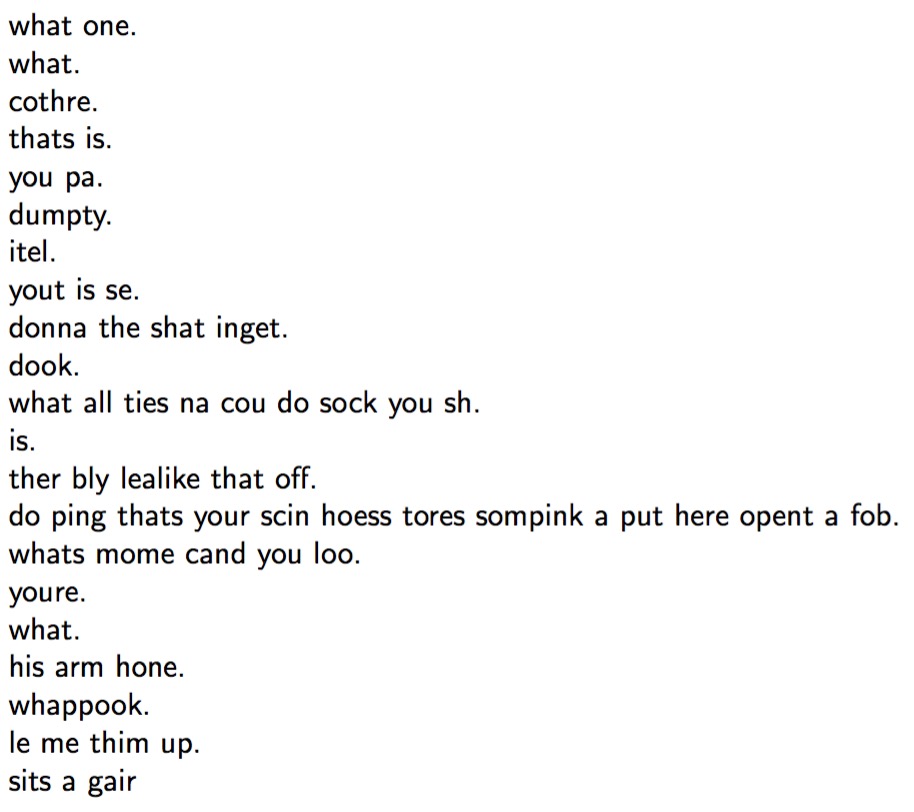 what one.
what.
cothre.
thats is.
you pa.
dumpty.
itel.
yout is se.
donna the shat inget.
dook.
what all ties na cou do sock you sh.
is.
ther bly lealike that off.
do ping thats your scin hoess tores sompink a put here opent a fob.
whats mome cand you loo.
youre.
what.
his arm hone.
whappook.
le me thim up.
sits a gair